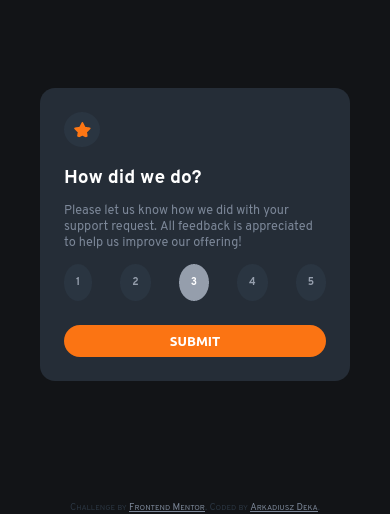 How did we do?
Please let us know how we did with your
support request. All feedback is appreciated
to help us improve our offering!
1 2 3 4 5
SUBMIT
Challenge by Frontend Mentor. Coded by Arkadiusz Deka.